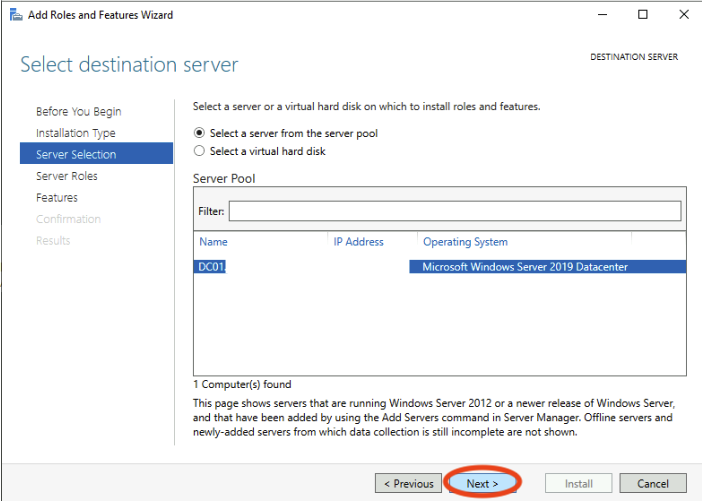 Add Roles and Features Wizard
Select destination server
DESTINATION SERVER
Before You Begin
Installation Type
Server Selection
Server Roles
Features
Confirmation
Results
Select a server or a virtual hard disk on which to install roles and features.
Select a server from the server pool
Select a virtual hard disk
Server Pool
Filter:
Name IP Address Operating System
DC01. Microsoft Windows Server 2019 Datacenter
1 Computer(s) found
This page shows servers that are running Windows Server 2012 or a newer release of Windows Server,
and that have been added by using the Add Servers command in Server Manager. Offline servers and
newly-added servers from which data collection is still incomplete are not shown.
< Previous Next > Install Cancel